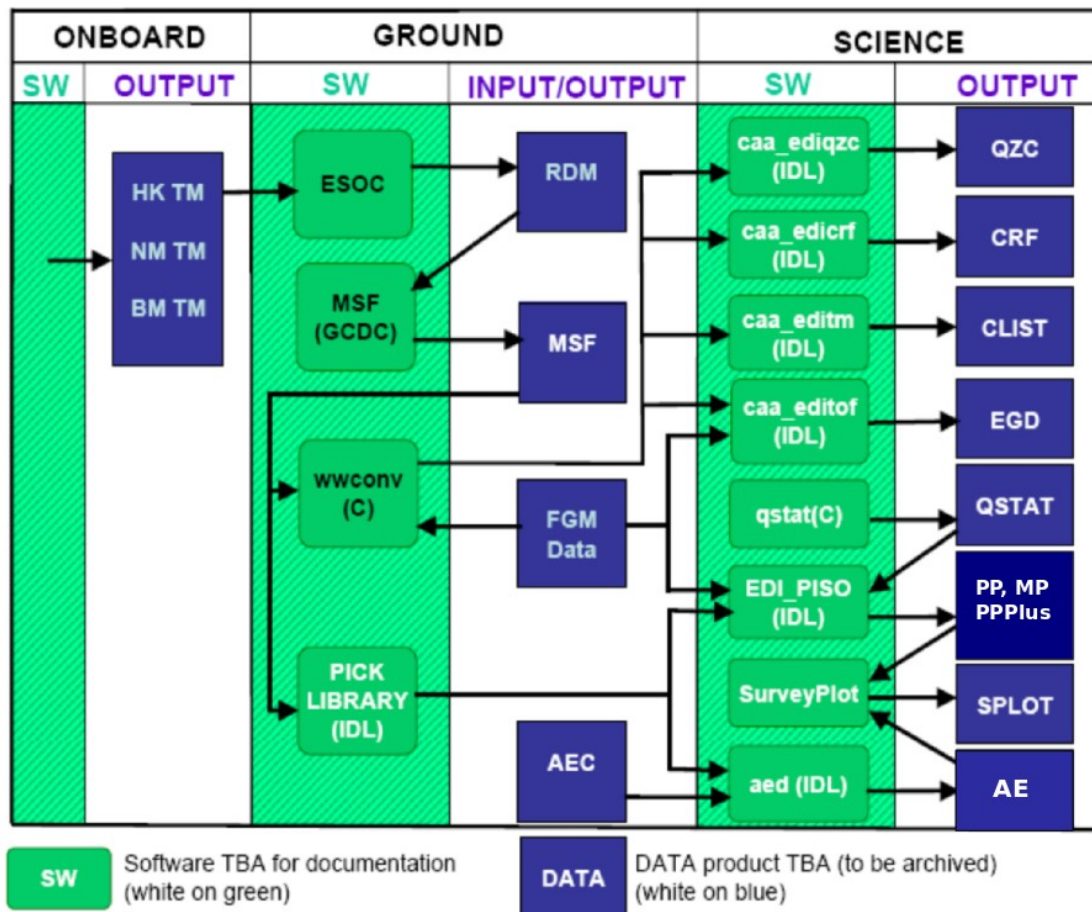 ONBOARD
GROUND
SCIENCE
SW
OUTPUT
SW
INPUT/OUTPUT
SW
OUTPUT
HK TM
NM TM
BM TM
ESOC
MSF
(GCDC)
wwconv
(C)
PICK
LIBRARY
(IDL)
RDM
MSF
FGM
Data
AEC
caa_ediqzc
(IDL)
caa_edicrf
(IDL)
caa_editm
(IDL)
caa_editof
(IDL)
qstat(C)
EDI_PISO
(IDL)
SurveyPlot
aed (IDL)
QZC
CRF
CLIST
EGD
QSTAT
PP, MP
PPPlus
SPLOT
AE
SW
Software TBA for documentation
(white on green)
DATA
DATA product TBA (to be archived)
(white on blue)